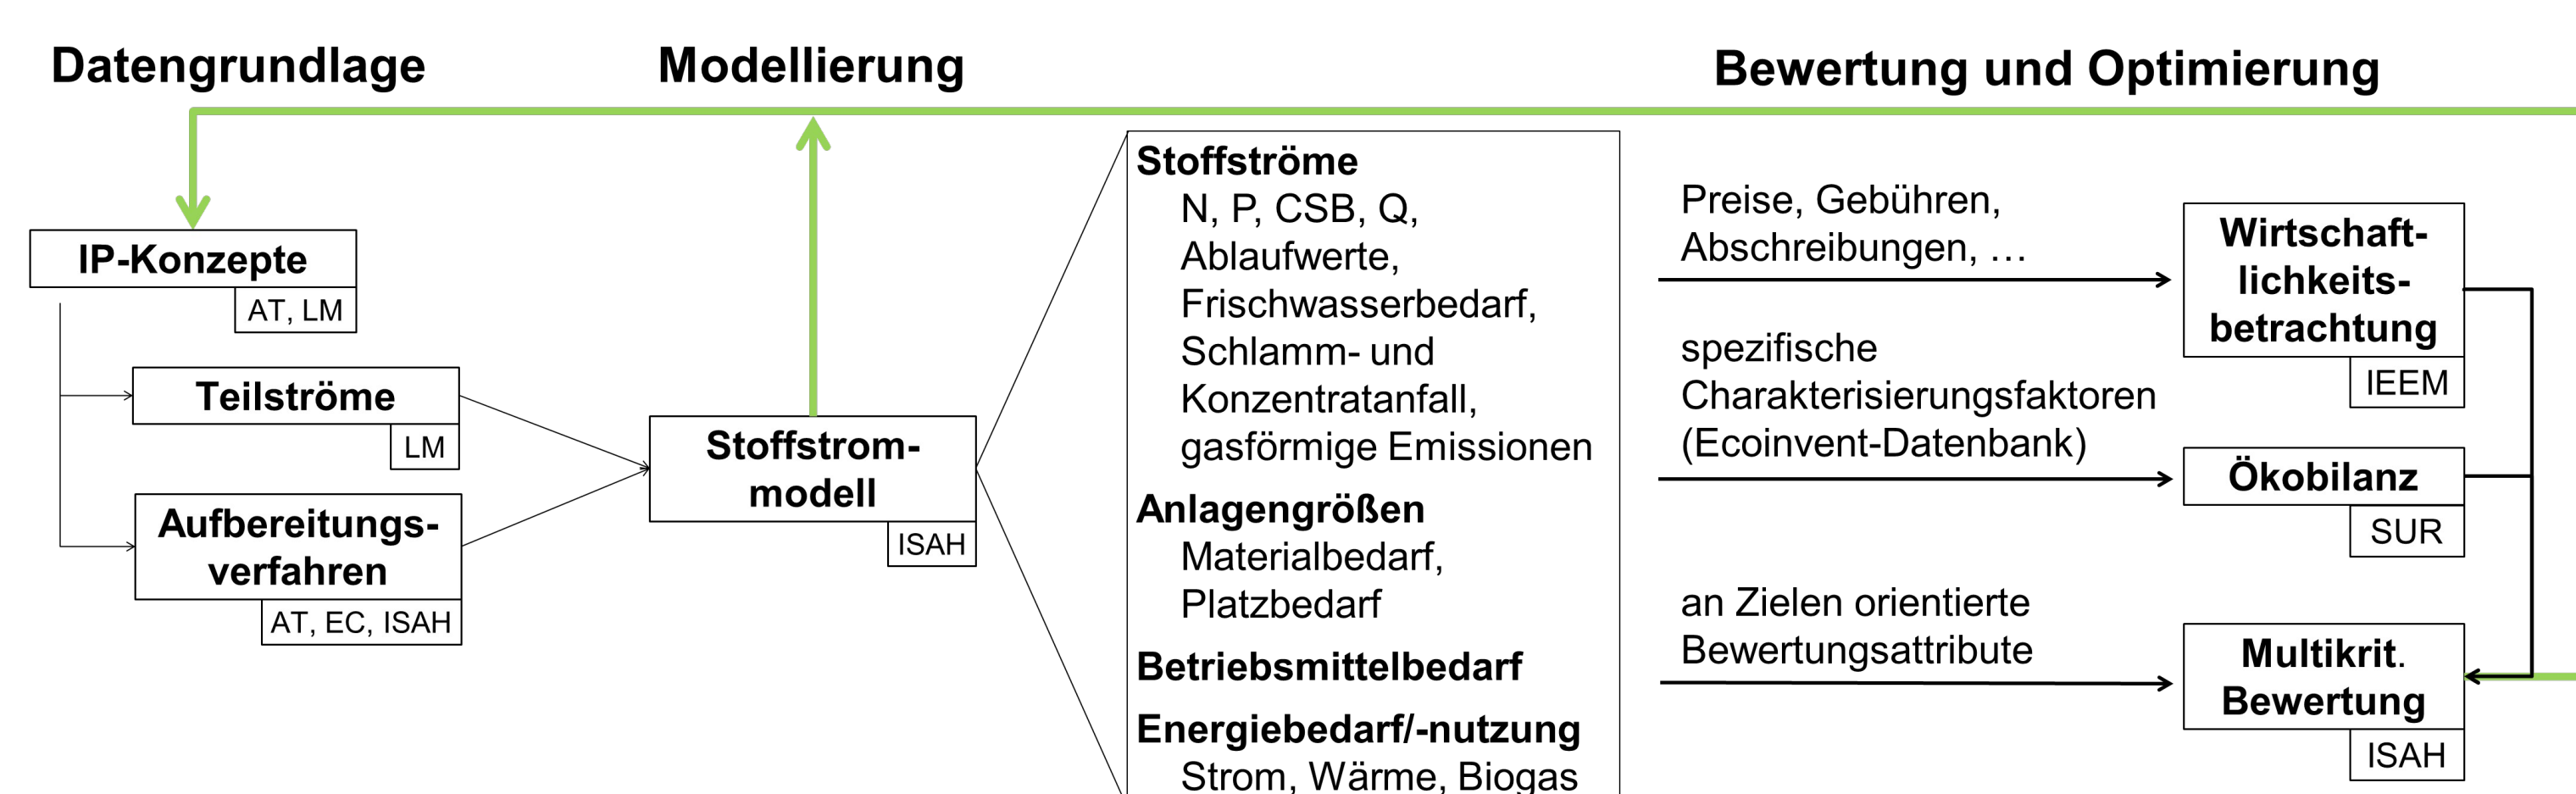 Datengrundlage
Modellierung
Bewertung und Optimierung
IP-Konzepte
AT, LM
Teilströme
LM
Aufbereitungs-
verfahren
AT, EC, ISAH
Stoffstrom-
modell
ISAH
Stoffströme
N, P, CSB, Q,
Ablaufwerte,
Frischwasserbedarf,
Schlamm- und
Konzentratanfall,
gasförmige Emissionen
Anlagengrößen
Materialbedarf,
Platzbedarf
Betriebsmittelbedarf
Energiebedarf/-nutzung
Strom, Wärme, Biogas
Preise, Gebühren,
Abschreibungen, …
spezifische
Charakterisierungsfaktoren
(Ecoinvent-Datenbank)
an Zielen orientierte
Bewertungsattribute
Wirtschaft-
lichkeits-
betrachtung
IEEM
Ökobilanz
SUR
Multikrit.
Bewertung
ISAH